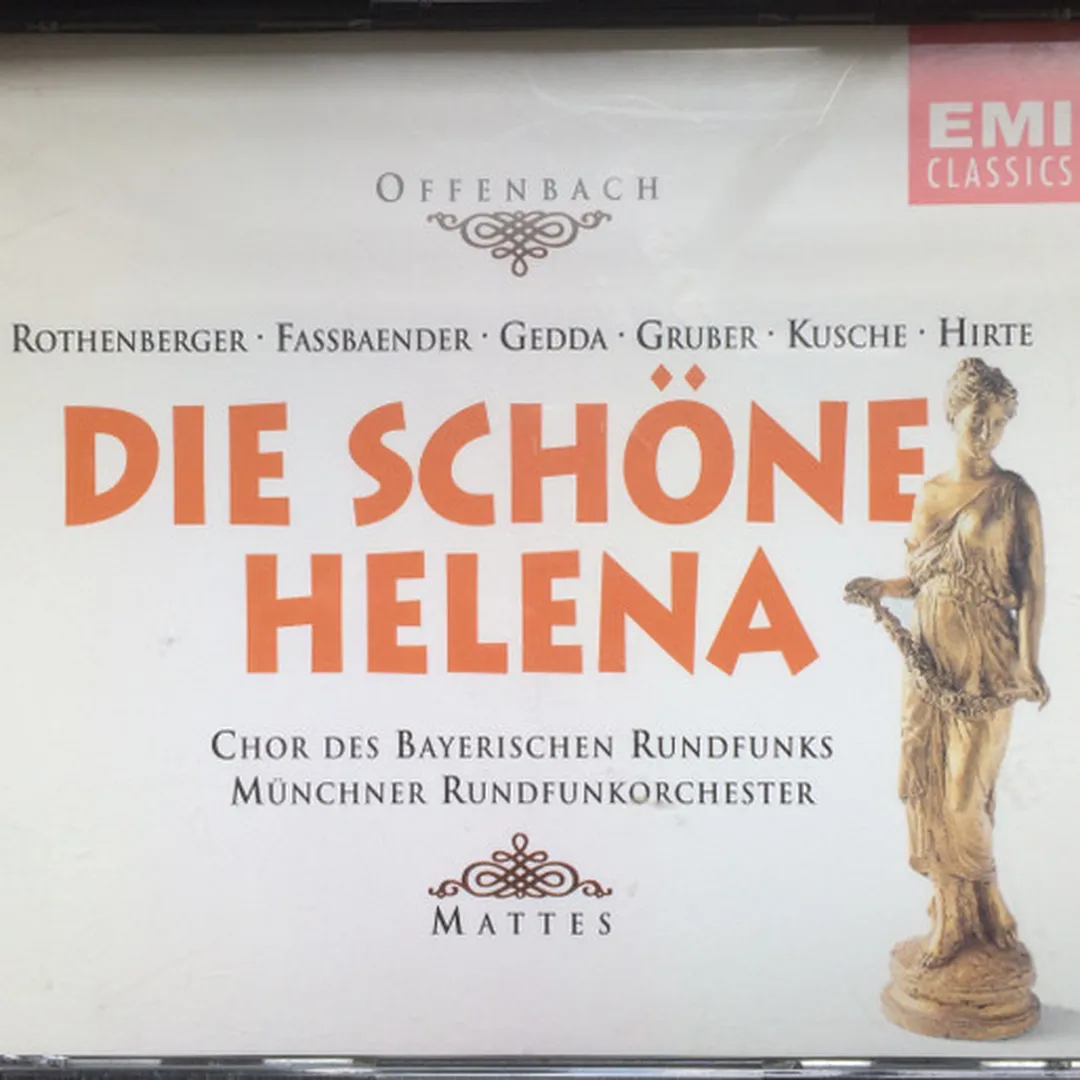 EMI
CLASSICS
OFFENBACH
ROTHENBERGER · FASSBAENDER · GEDDA · GRUBER · KUSCHE · HIRTE
DIE SCHÖNE
HELENA
CHOR DES BAYERISCHEN RUNDFUNKS
MÜNCHNER RUNDFUNKORCHESTER
MATTES